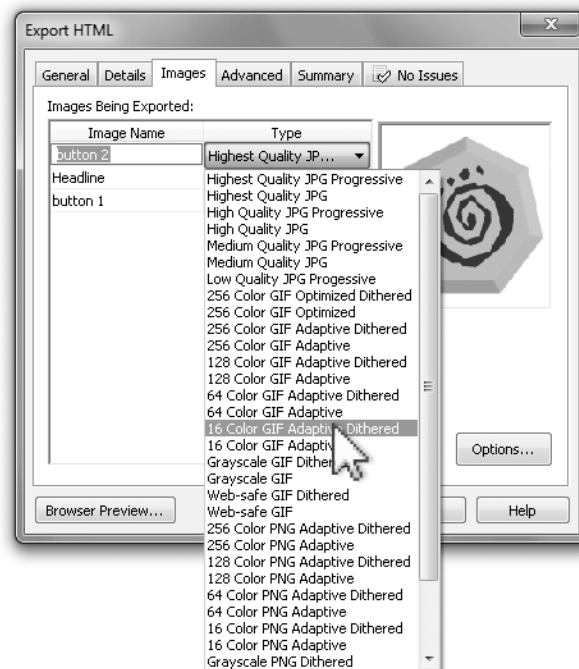 Export HTML
General Details Images Advanced Summary No Issues
Images Being Exported:
Image Name Type
button 2 Highest Quality JP...
Headline
button 1
Highest Quality JPG Progressive
Highest Quality JPG
High Quality JPG Progressive
High Quality JPG
Medium Quality JPG Progressive
Medium Quality JPG
Low Quality JPG Progessive
256 Color GIF Optimized Dithered
256 Color GIF Optimized
256 Color GIF Adaptive Dithered
256 Color GIF Adaptive
128 Color GIF Adaptive Dithered
128 Color GIF Adaptive
64 Color GIF Adaptive Dithered
64 Color GIF Adaptive
16 Color GIF Adaptive Dithered
16 Color GIF Adaptive
Grayscale GIF Dithered
Grayscale GIF
Web-safe GIF Dithered
Web-safe GIF
256 Color PNG Adaptive Dithered
256 Color PNG Adaptive
128 Color PNG Adaptive Dithered
128 Color PNG Adaptive
64 Color PNG Adaptive Dithered
64 Color PNG Adaptive
16 Color PNG Adaptive Dithered
16 Color PNG Adaptive
Grayscale PNG Dithered
Options...
Browser Preview... Help